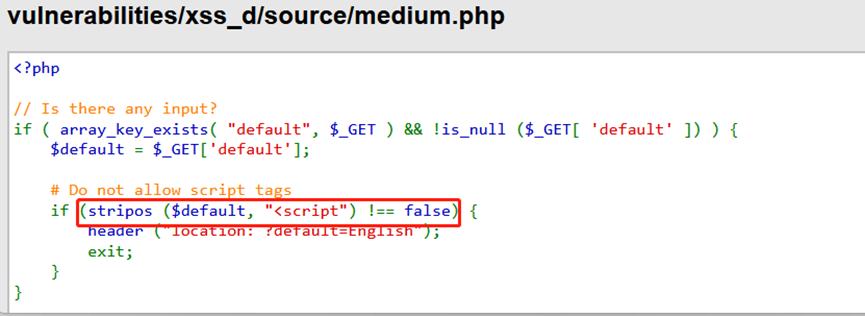 vulnerabilities/xss_d/source/medium.php
<?php
// Is there any input?
if ( array_key_exists( "default", $_GET ) && !is_null ($_GET[ 'default' ]) ) {
    $default = $_GET['default'];
    # Do not allow script tags
    if (stripos ($default, "<script") !== false) {
        header ("location: ?default=English");
        exit;
    }
}